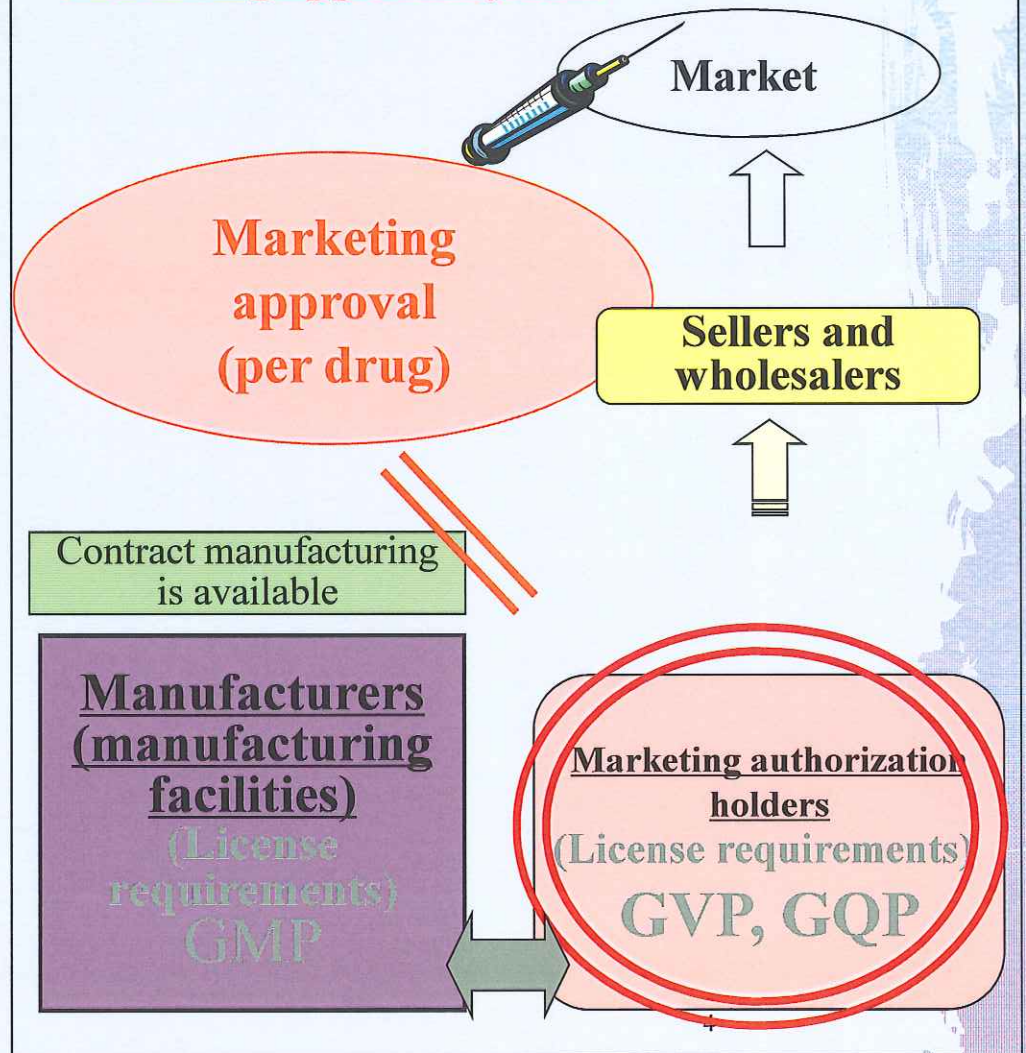 Market
Marketing
approval
(per drug)
Sellers and
wholesalers
Contract manufacturing
is available
Manufacturers
(manufacturing
facilities)
(License
requirements)
GMP
Marketing authorization
holders
(License requirements)
GVP, GQP
4